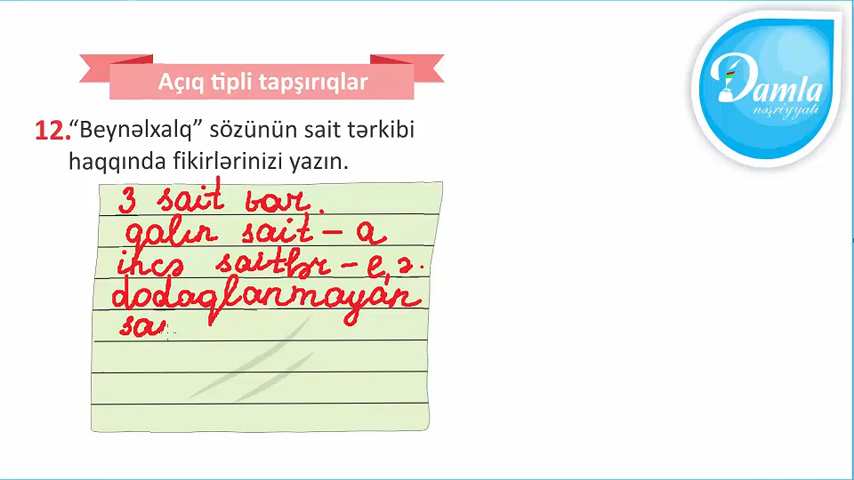 Açıq tipli tapşırıqlar
Damla
nəşriyyatı
12. “Beynəlxalq” sözünün sait tərkibi
haqqında fikirlərinizi yazın.
3 sait var.
qalın sait – a
incə saitlər – e, ə.
dodaqlanmayan
sai